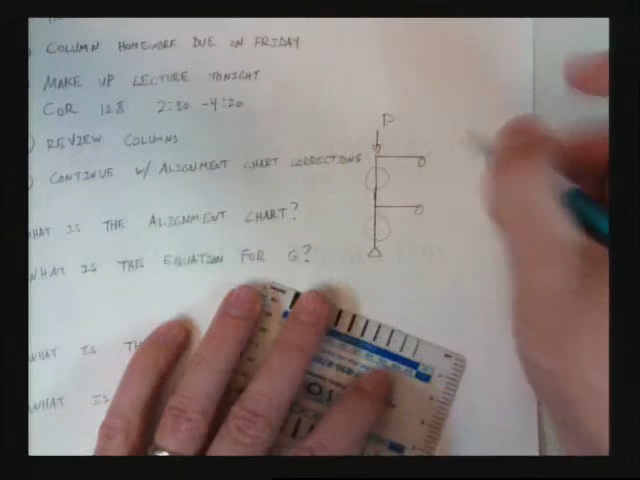 COLUMN HOMEWORK DUE ON FRIDAY
MAKE UP LECTURE TONIGHT
COR 128 2:30 - 4:20
REVIEW COLUMNS
CONTINUE W/ ALIGNMENT CHART CORRECTIONS
P
WHAT IS THE ALIGNMENT CHART?
WHAT IS THE EQUATION FOR G?
WHAT IS
WHAT IS